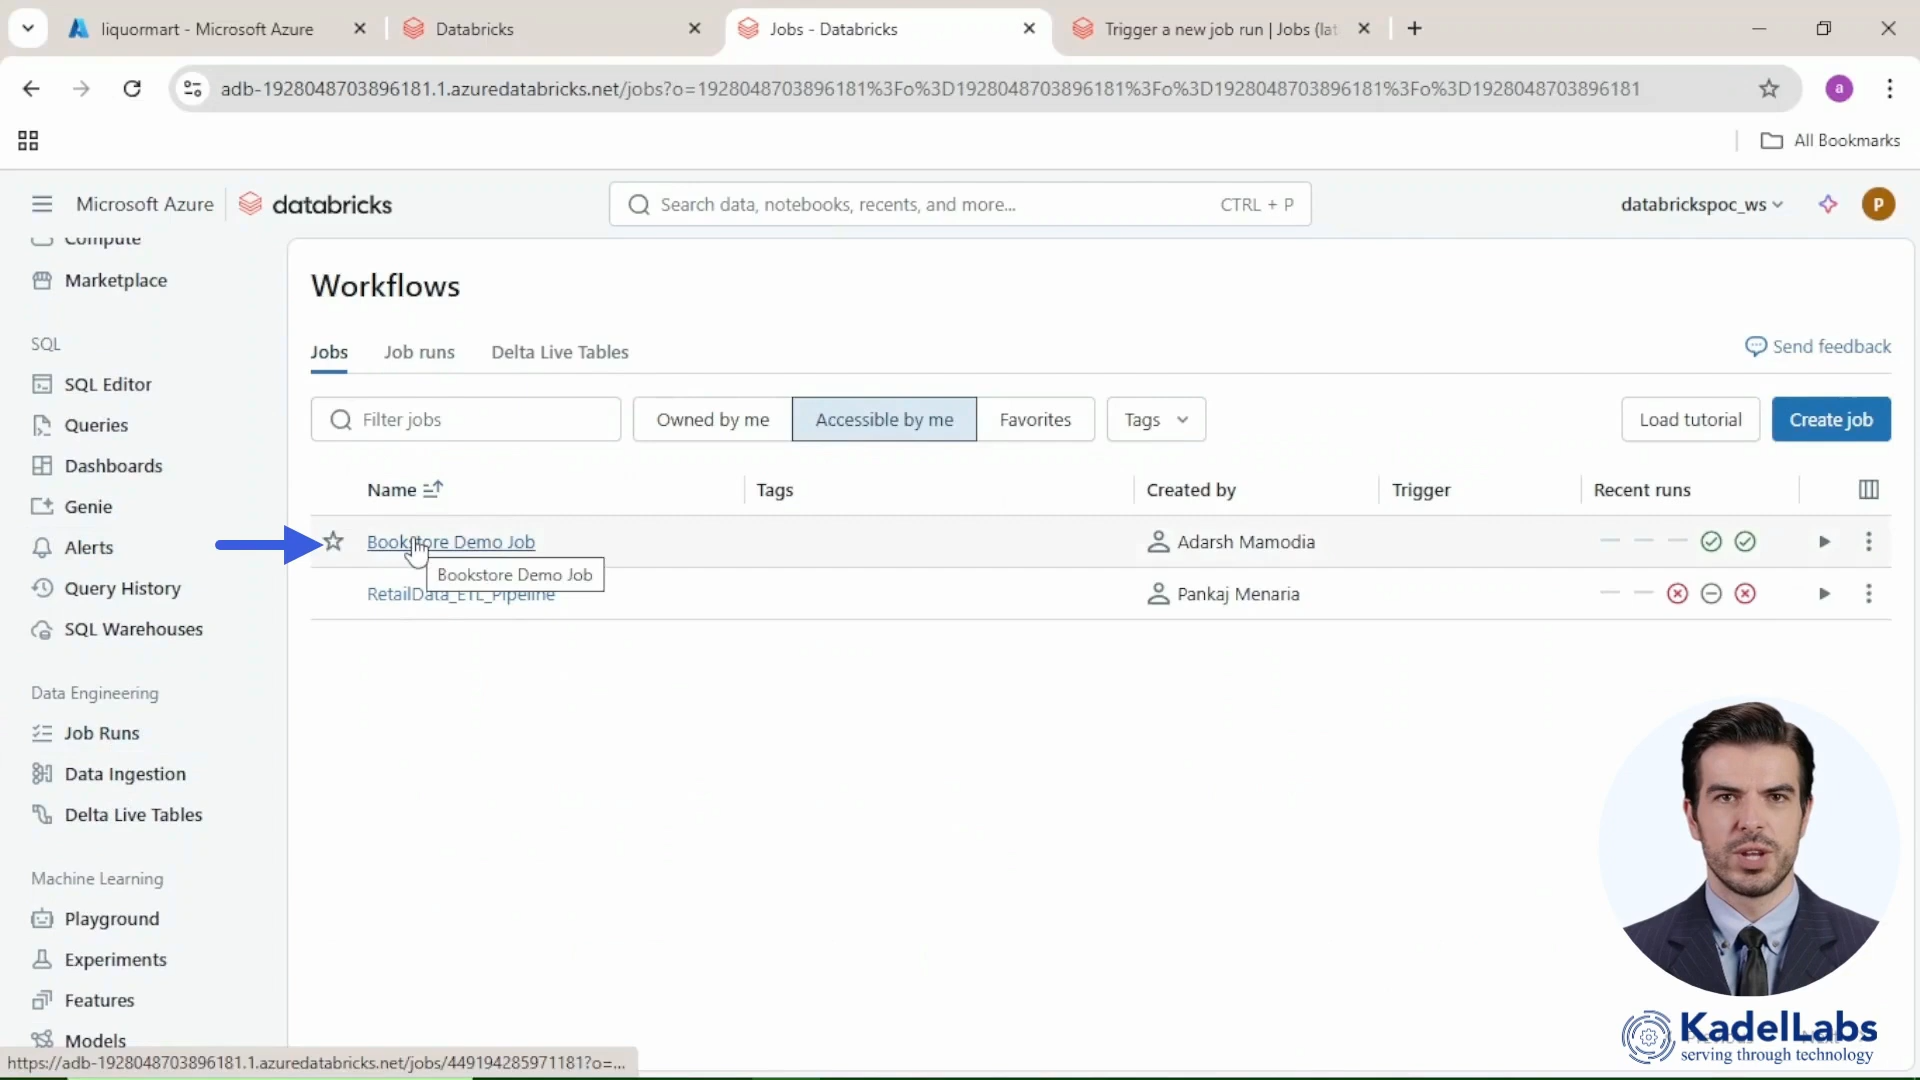 liquormart - Microsoft Azure
Databricks
Jobs - Databricks
Trigger a new job run | Jobs (lat
adb-1928048703896181.1.azuredatabricks.net/jobs?o=1928048703896181%3Fo%3D1928048703896181%3Fo%3D1928048703896181%3Fo%3D1928048703896181
a
All Bookmarks
Microsoft Azure
databricks
Search data, notebooks, recents, and more...
CTRL + P
databrickspoc_ws
P
Compute
Marketplace
SQL
SQL Editor
Queries
Dashboards
Genie
Alerts
Query History
SQL Warehouses
Data Engineering
Job Runs
Data Ingestion
Delta Live Tables
Machine Learning
Playground
Experiments
Features
Models
Workflows
Jobs
Job runs
Delta Live Tables
Send feedback
Filter jobs
Owned by me
Accessible by me
Favorites
Tags
Load tutorial
Create job
Name
Tags
Created by
Trigger
Recent runs
Bookstore Demo Job
Adarsh Mamodia
Bookstore Demo Job
RetailData_ETL_Pipeline
Pankaj Menaria
KadelLabs
serving through technology
https://adb-1928048703896181.1.azuredatabricks.net/jobs/449194285971181?o=...